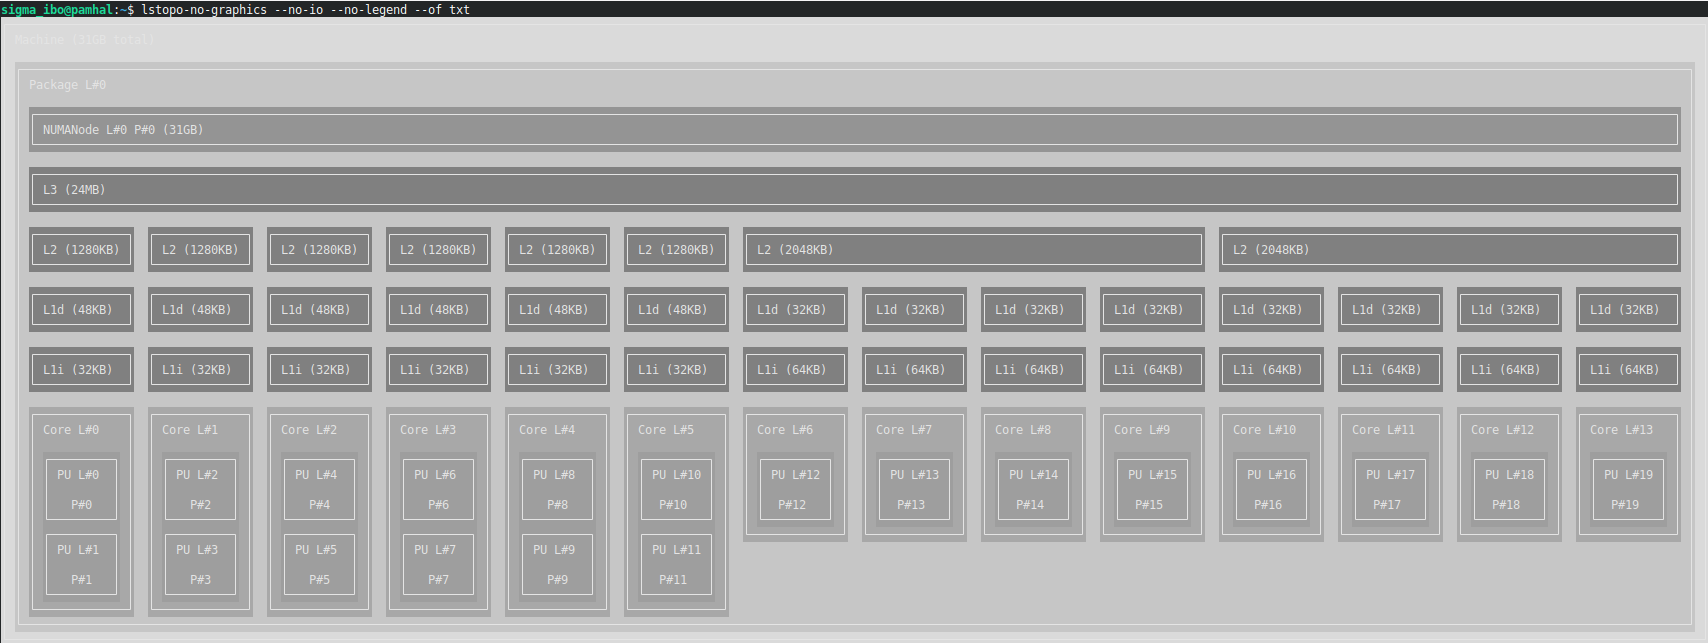 sigma_ibo@pamhal:~$ lstopo-no-graphics --no-io --no-legend --of txt
Machine (31GB total)
Package L#0
NUMANode L#0 P#0 (31GB)
L3 (24MB)
L2 (1280KB) L2 (1280KB) L2 (1280KB) L2 (1280KB) L2 (1280KB) L2 (1280KB) L2 (2048KB) L2 (2048KB)
L1d (48KB) L1d (48KB) L1d (48KB) L1d (48KB) L1d (48KB) L1d (48KB) L1d (32KB) L1d (32KB) L1d (32KB) L1d (32KB) L1d (32KB) L1d (32KB) L1d (32KB) L1d (32KB)
L1i (32KB) L1i (32KB) L1i (32KB) L1i (32KB) L1i (32KB) L1i (32KB) L1i (64KB) L1i (64KB) L1i (64KB) L1i (64KB) L1i (64KB) L1i (64KB) L1i (64KB) L1i (64KB)
Core L#0 Core L#1 Core L#2 Core L#3 Core L#4 Core L#5 Core L#6 Core L#7 Core L#8 Core L#9 Core L#10 Core L#11 Core L#12 Core L#13
PU L#0 PU L#2 PU L#4 PU L#6 PU L#8 PU L#10 PU L#12 PU L#13 PU L#14 PU L#15 PU L#16 PU L#17 PU L#18 PU L#19
P#0 P#2 P#4 P#6 P#8 P#10 P#12 P#13 P#14 P#15 P#16 P#17 P#18 P#19
PU L#1 PU L#3 PU L#5 PU L#7 PU L#9 PU L#11
P#1 P#3 P#5 P#7 P#9 P#11